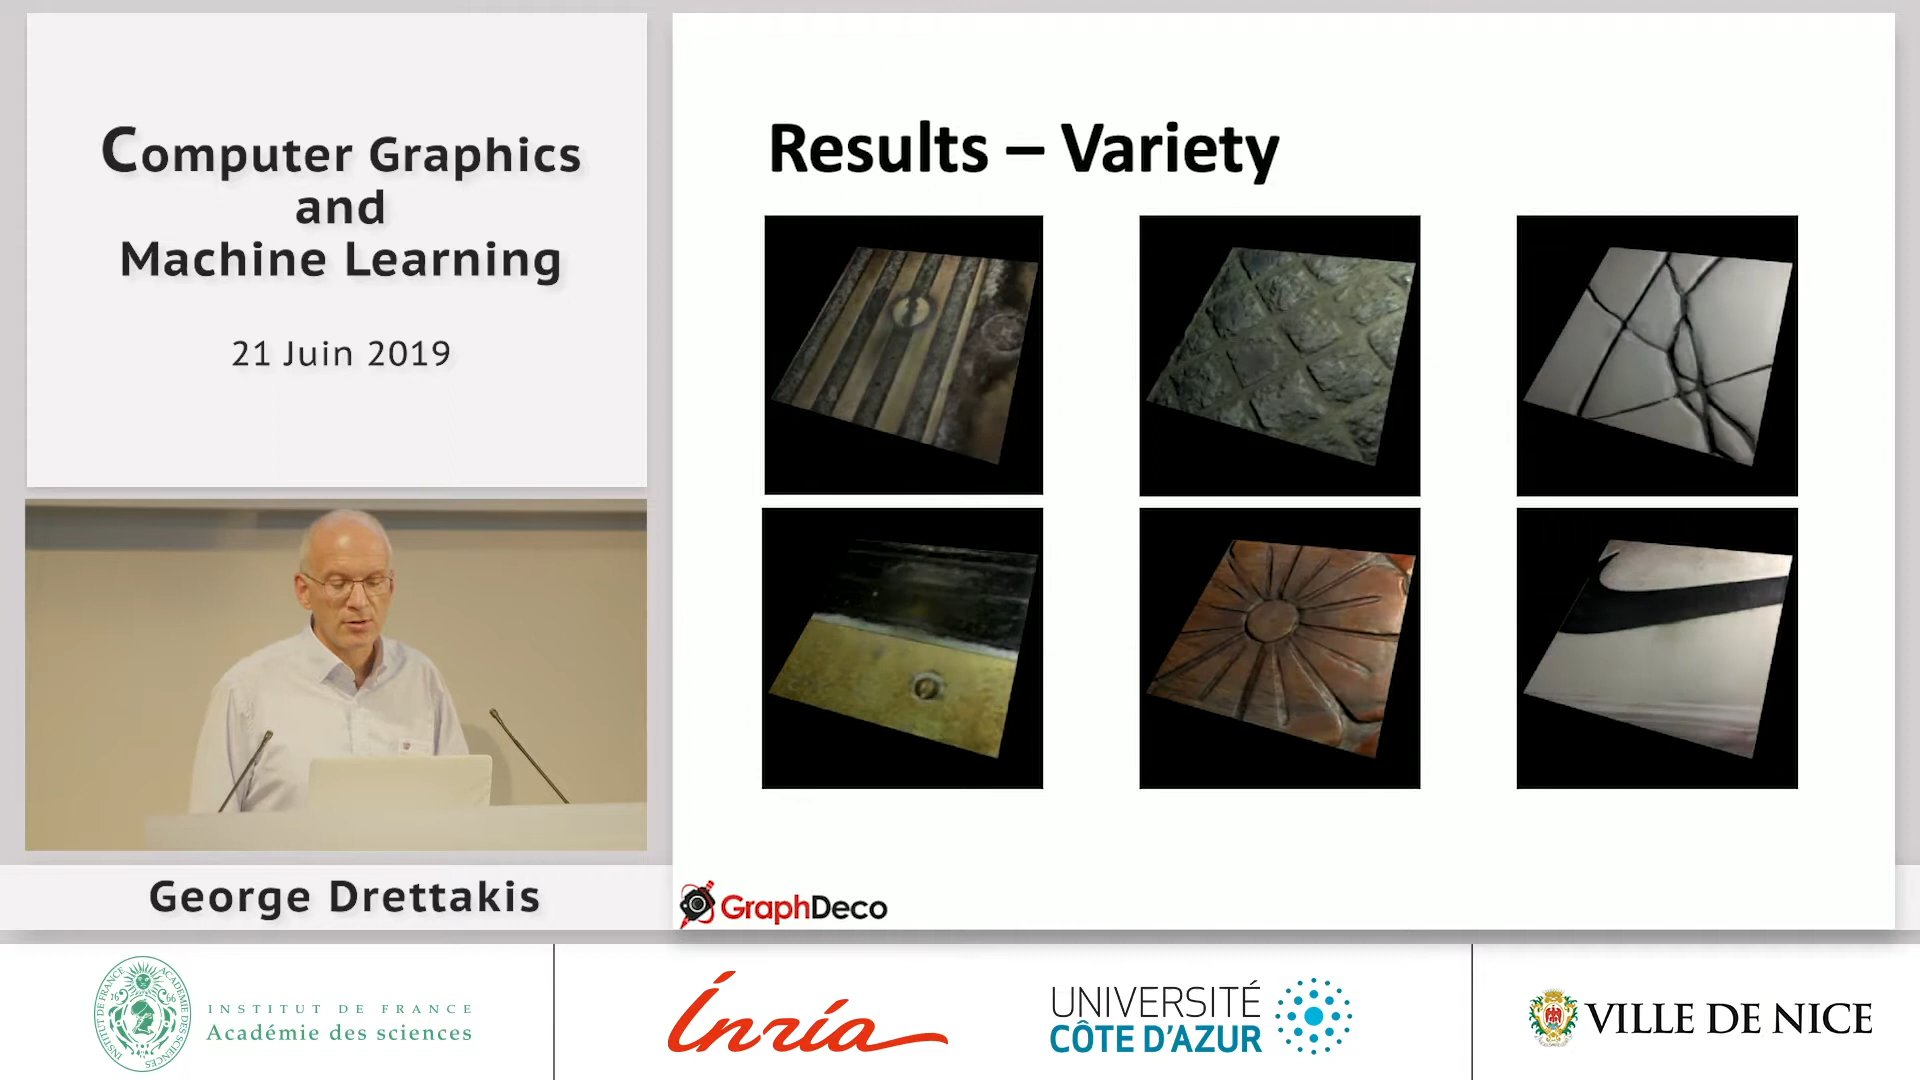 Computer Graphics
and
Machine Learning
21 Juin 2019
George Drettakis
Results – Variety
GraphDeco
INSTITUT DE FRANCE
Académie des sciences
Inria
UNIVERSITÉ
CÔTE D'AZUR
VILLE DE NICE